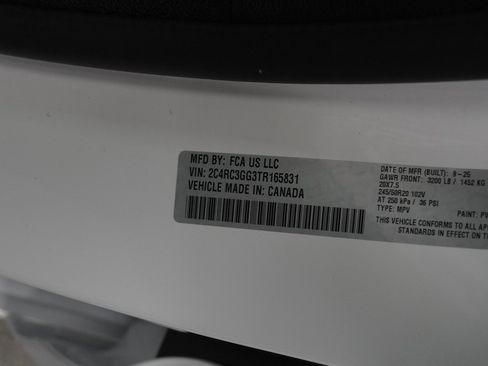 MFD BY: FCA US LLC
VIN: 2C4RC3GG3TR165831
VEHICLE MADE IN: CANADA
DATE OF MFR (BUILT): 9-25
GAWR FRONT: 3200 LB / 1452 KG
20X7.5
245/50R20 102V
AT 250 kPa / 36 PSI
TYPE: MPV PAINT: PV
THIS VEHICLE CONFORMS TO ALL AP
STANDARDS IN EFFECT ON T